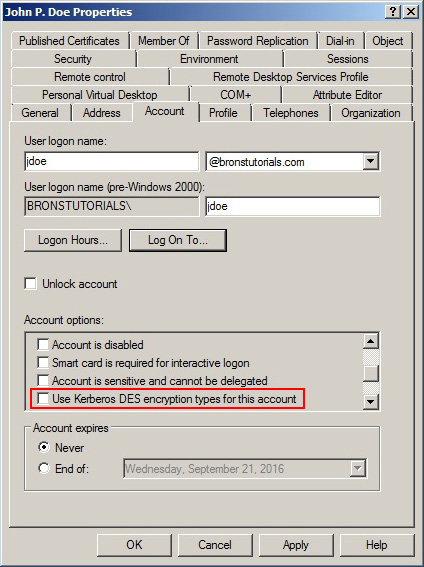 John P. Doe Properties
Published Certificates Member Of Password Replication Dial-in Object
Security Environment Sessions
Remote control Remote Desktop Services Profile
Personal Virtual Desktop COM+ Attribute Editor
General Address Account Profile Telephones Organization
User logon name:
jdoe @bronstutorials.com
User logon name (pre-Windows 2000):
BRONSTUTORIALS\ jdoe
Logon Hours... Log On To...
Unlock account
Account options:
Account is disabled
Smart card is required for interactive logon
Account is sensitive and cannot be delegated
Use Kerberos DES encryption types for this account
Account expires
Never
End of: Wednesday, September 21, 2016
OK Cancel Apply Help